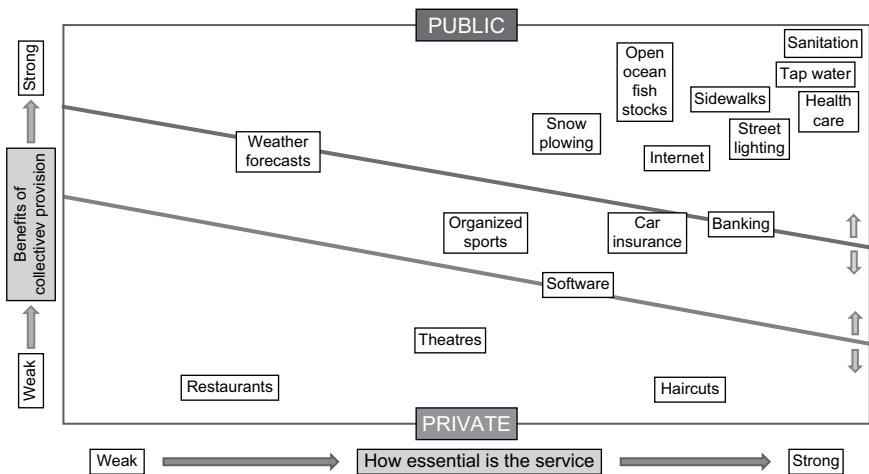 PUBLIC
Strong
Benefits of
collectivev provision
Weak
Sanitation
Open
ocean
fish
stocks
Tap water
Sidewalks
Health
care
Snow
plowing
Street
lighting
Weather
forecasts
Internet
Organized
sports
Car
insurance
Banking
Software
Theatres
Restaurants
Haircuts
PRIVATE
Weak
How essential is the service
Strong